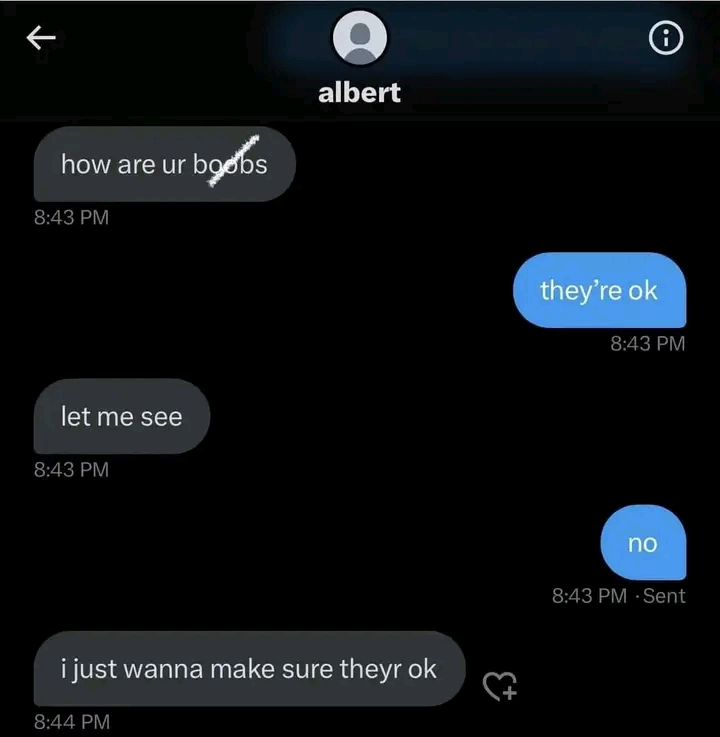 albert
how are ur boobs
8:43 PM
they’re ok
8:43 PM
let me see
8:43 PM
no
8:43 PM · Sent
i just wanna make sure theyr ok
8:44 PM